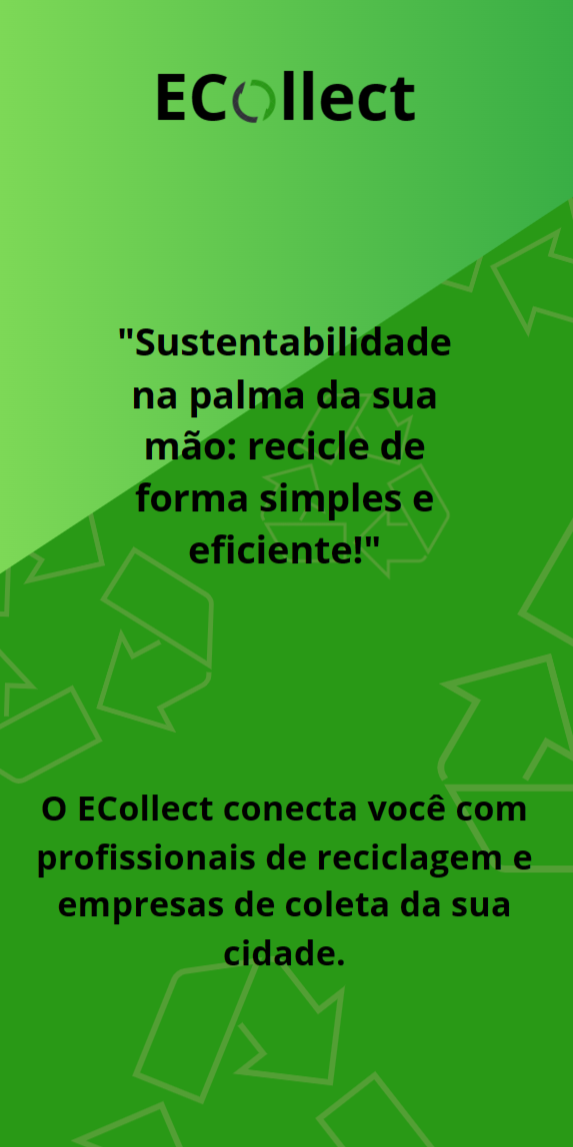 ECollect
"Sustentabilidade
na palma da sua
mão: recicle de
forma simples e
eficiente!"
O ECollect conecta você com
profissionais de reciclagem e
empresas de coleta da sua
cidade.